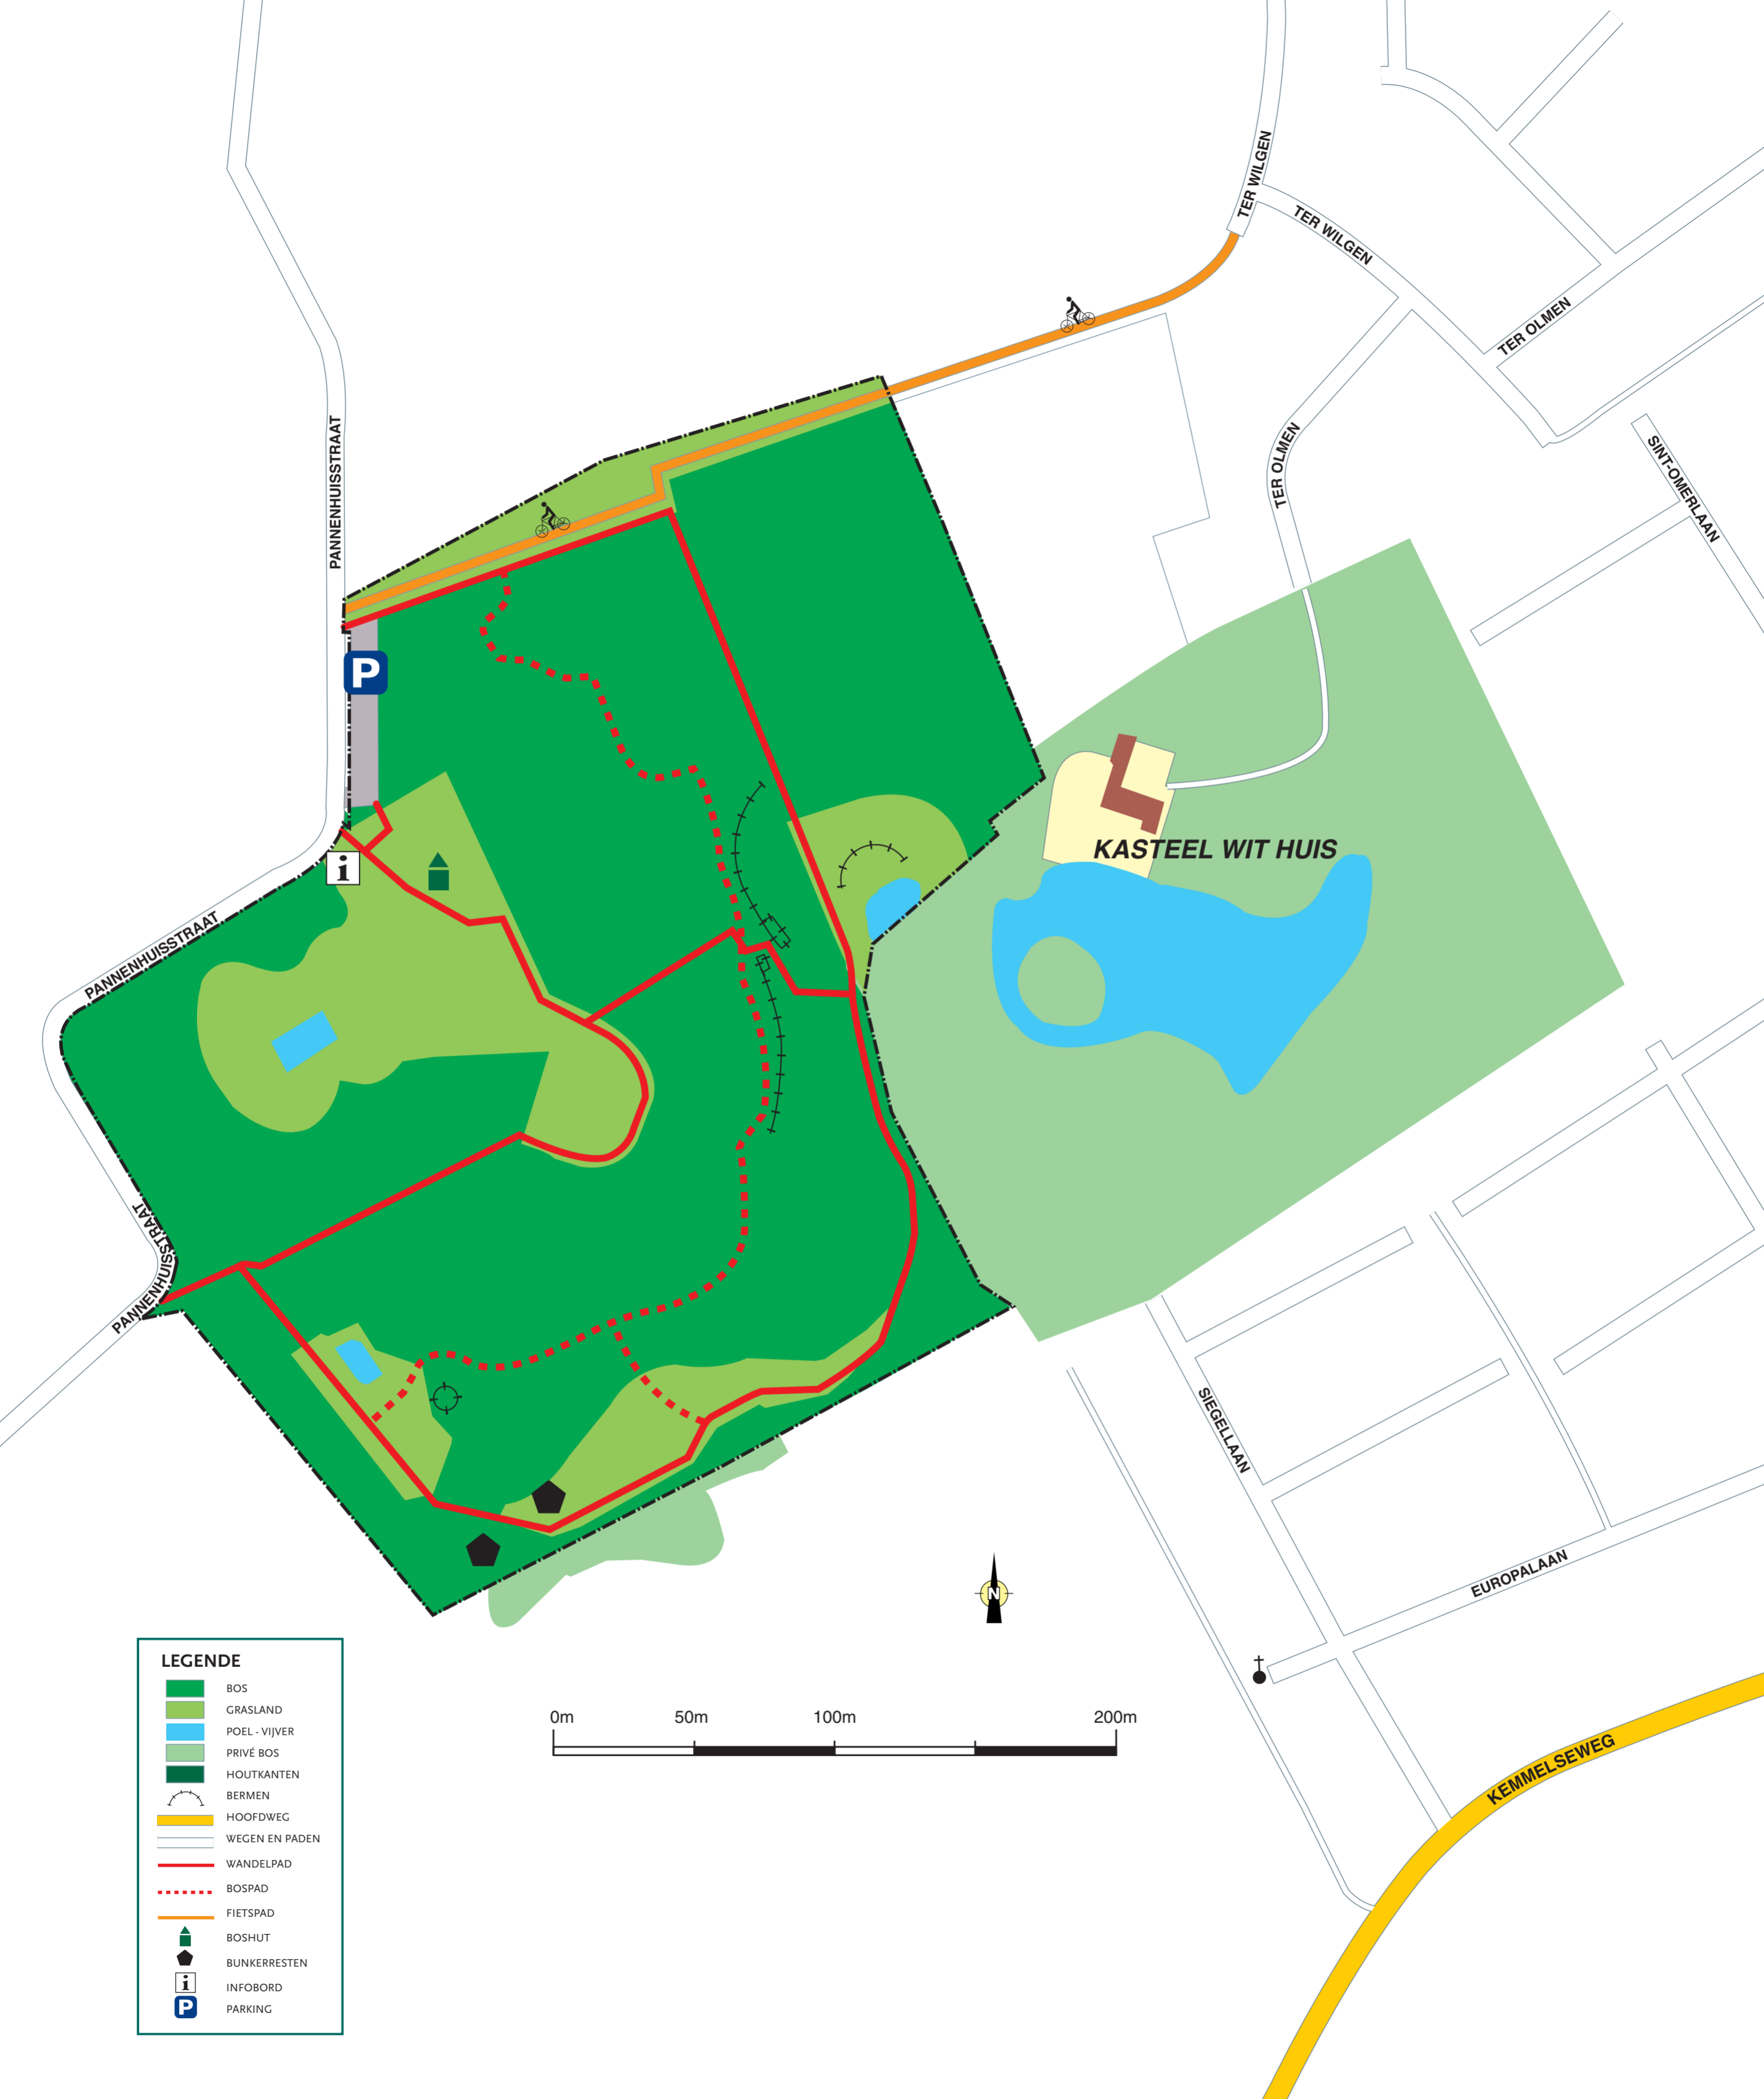 TER WILGEN
TER WILGEN
TER OLMEN
TER OLMEN
SINT-OMERLAAN
PANNENHUISSTRAAT
P
i
KASTEEL WIT HUIS
PANNENHUISSTRAAT
PANNENHUISSTRAAT
SIEGELLAAN
EUROPALAAN
N
KEMMELSEWEG
0m 50m 100m 200m
LEGENDE
BOS
GRASLAND
POEL - VIJVER
PRIVÉ BOS
HOUTKANTEN
BERMEN
HOOFDWEG
WEGEN EN PADEN
WANDELPAD
BOSPAD
FIETSPAD
BOSHUT
BUNKERRESTEN
i INFOBORD
P PARKING